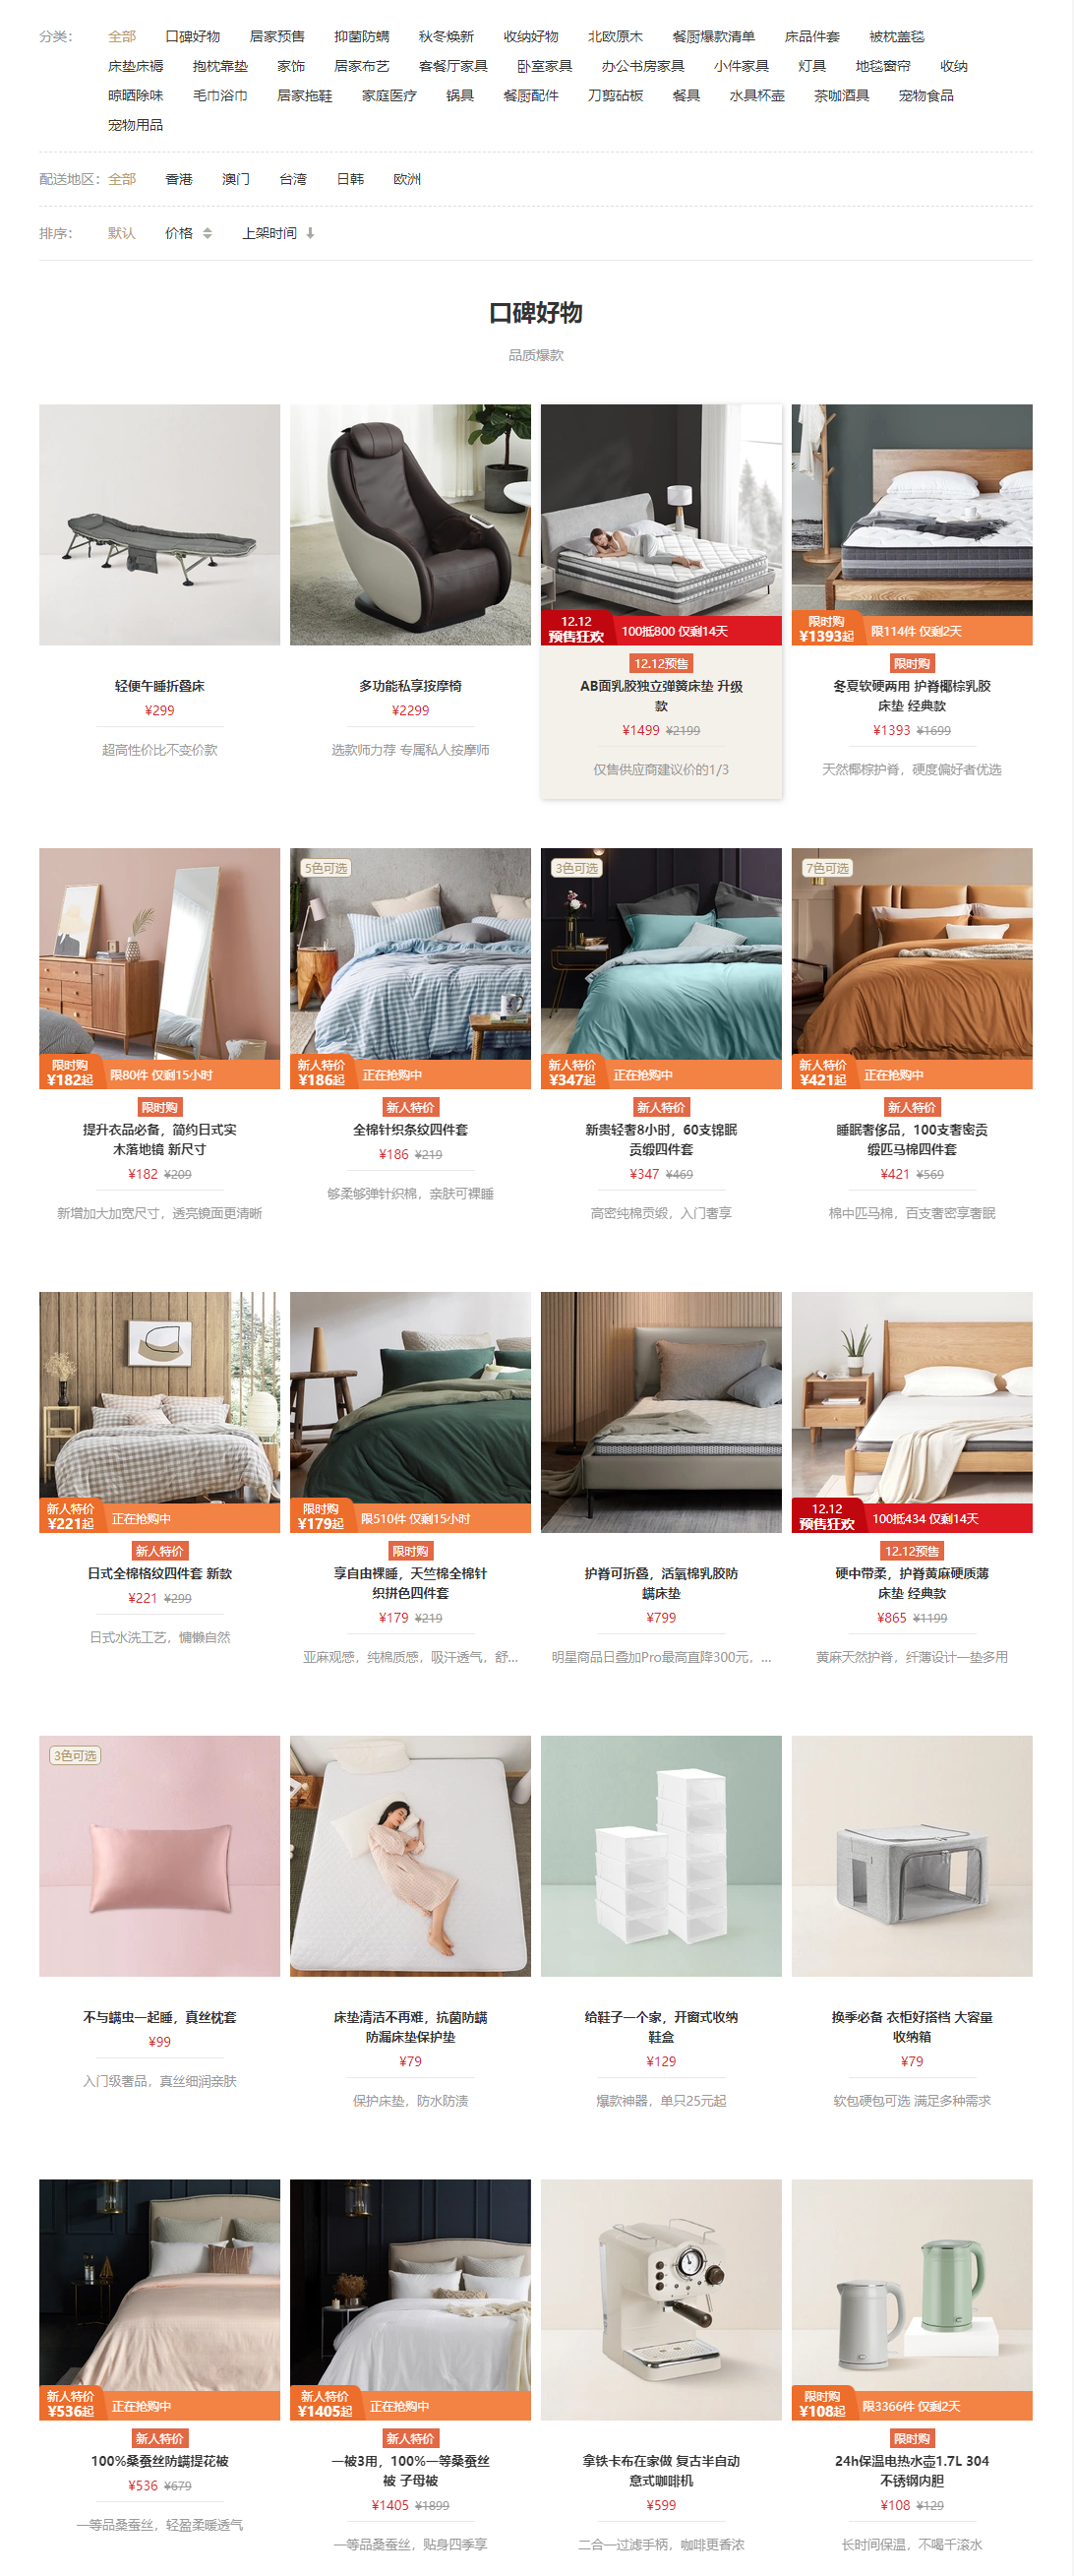 分类： 全部 口碑好物 居家预售 抑菌防螨 秋冬焕新 收纳好物 北欧原木 餐厨爆款清单 床品件套 被枕盖毯
床垫床褥 抱枕靠垫 家饰 居家布艺 客餐厅家具 卧室家具 办公书房家具 小件家具 灯具 地毯窗帘 收纳
晾晒除味 毛巾浴巾 居家拖鞋 家庭医疗 锅具 餐厨配件 刀剪砧板 餐具 水具杯壶 茶咖酒具 宠物食品
宠物用品
配送地区： 全部 香港 澳门 台湾 日韩 欧洲
排序： 默认 价格 上架时间
口碑好物
品质爆款
轻便午睡折叠床
¥299
超高性价比不变价款
多功能私享按摩椅
¥2299
选款师力荐 专属私人按摩师
12.12
预售狂欢
100抵800 仅剩14天
12.12预售
AB面乳胶独立弹簧床垫 升级
款
¥1499 ¥2199
仅售供应商建议价的1/3
限时购
¥1393起
限114件 仅剩2天
限时购
冬夏软硬两用 护脊椰棕乳胶
床垫 经典款
¥1393 ¥1699
天然椰棕护脊，硬度偏好者优选
限时购
¥182起
限80件 仅剩15小时
限时购
提升衣品必备，简约日式实
木落地镜 新尺寸
¥182 ¥209
新增加大加宽尺寸，透亮镜面更清晰
5色可选
新人特价
¥186起
正在抢购中
新人特价
全棉针织条纹四件套
¥186 ¥219
够柔够弹针织棉，亲肤可裸睡
3色可选
新人特价
¥347起
正在抢购中
新人特价
新贵轻奢8小时，60支锦眠
贡缎四件套
¥347 ¥469
高密纯棉贡缎，入门奢享
7色可选
新人特价
¥421起
正在抢购中
新人特价
睡眠奢侈品，100支奢密贡
缎匹马棉四件套
¥421 ¥569
棉中匹马棉，百支奢密享奢眠
新人特价
¥221起
正在抢购中
新人特价
日式全棉格纹四件套 新款
¥221 ¥299
日式水洗工艺，慵懒自然
限时购
¥179起
限510件 仅剩15小时
限时购
享自由裸睡，天竺棉全棉针
织拼色四件套
¥179 ¥219
亚麻观感，纯棉质感，吸汗透气，舒...
护脊可折叠，活氧棉乳胶防
螨床垫
¥799
明星商品日叠加Pro最高直降300元，...
12.12
预售狂欢
100抵434 仅剩14天
12.12预售
硬中带柔，护脊黄麻硬质薄
床垫 经典款
¥865 ¥1199
黄麻天然护脊，纤薄设计一垫多用
3色可选
不与螨虫一起睡，真丝枕套
¥99
入门级奢品，真丝细润亲肤
床垫清洁不再难，抗菌防螨
防漏床垫保护垫
¥79
保护床垫，防水防渍
给鞋子一个家，开窗式收纳
鞋盒
¥129
爆款神器，单只25元起
换季必备 衣柜好搭档 大容量
收纳箱
¥79
软包硬包可选 满足多种需求
新人特价
¥536起
正在抢购中
新人特价
100%桑蚕丝防螨提花被
¥536 ¥679
一等品桑蚕丝，轻盈柔暖透气
新人特价
¥1405起
正在抢购中
新人特价
一被3用，100%一等桑蚕丝
被 子母被
¥1405 ¥1899
一等品桑蚕丝，贴身四季享
拿铁卡布在家做 复古半自动
意式咖啡机
¥599
二合一过滤手柄，咖啡更香浓
限时购
¥108起
限3366件 仅剩2天
限时购
24h保温电热水壶1.7L 304
不锈钢内胆
¥108 ¥129
长时间保温，不喝千滚水